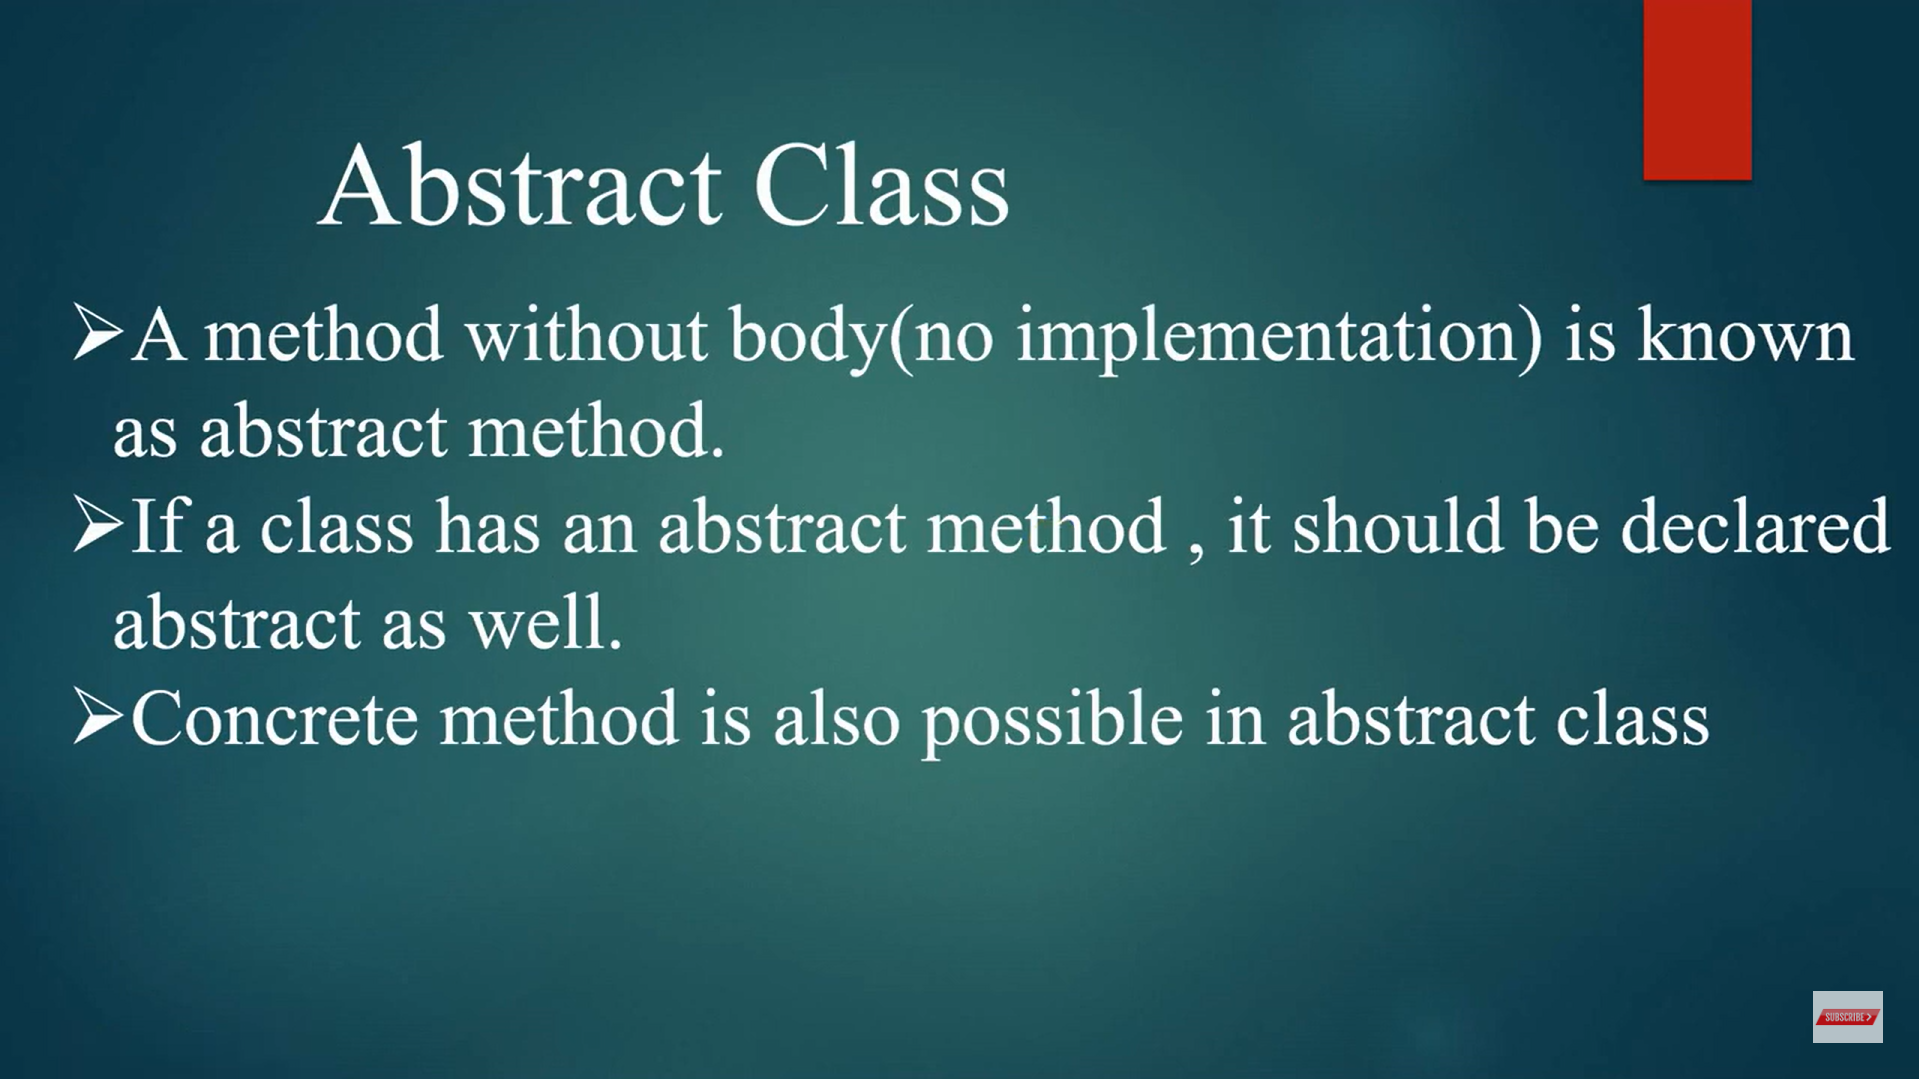 Abstract Class
➢A method without body(no implementation) is known
as abstract method.
➢If a class has an abstract method , it should be declared
abstract as well.
➢Concrete method is also possible in abstract class
SUBSCRIBE >